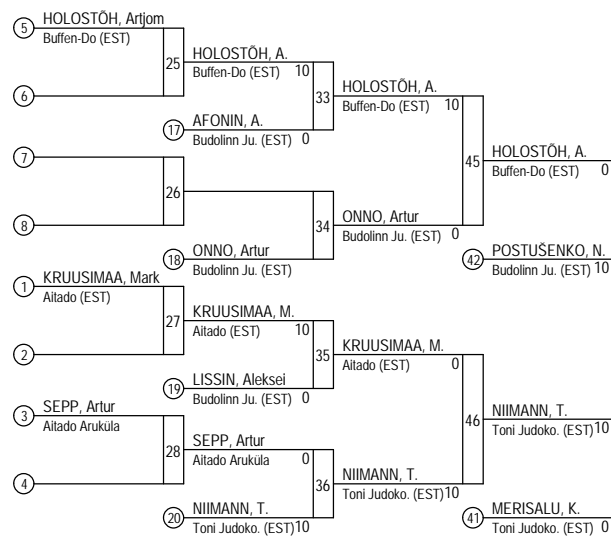 5 HOLOSTÕH, Artjom
Buffen-Do (EST)
25 HOLOSTÕH, A.
Buffen-Do (EST) 10
6
33 HOLOSTÕH, A.
Buffen-Do (EST) 10
17 AFONIN, A.
Budolinn Ju. (EST) 0
7
45 HOLOSTÕH, A.
Buffen-Do (EST) 0
26
8
34 ONNO, Artur
Budolinn Ju. (EST) 0
18 ONNO, Artur
Budolinn Ju. (EST)
42 POSTUŠENKO, N.
Budolinn Ju. (EST) 10
1 KRUUSIMAA, Mark
Aitado (EST)
27 KRUUSIMAA, M.
Aitado (EST) 10
2
35 KRUUSIMAA, M.
Aitado (EST) 0
19 LISSIN, Aleksei
Budolinn Ju. (EST) 0
3 SEPP, Artur
Aitado Aruküla
46 NIIMANN, T.
Toni Judoko. (EST) 10
28 SEPP, Artur
Aitado Aruküla 0
4
36 NIIMANN, T.
Toni Judoko. (EST) 10
20 NIIMANN, T.
Toni Judoko. (EST) 10
41 MERISALU, K.
Toni Judoko. (EST) 0